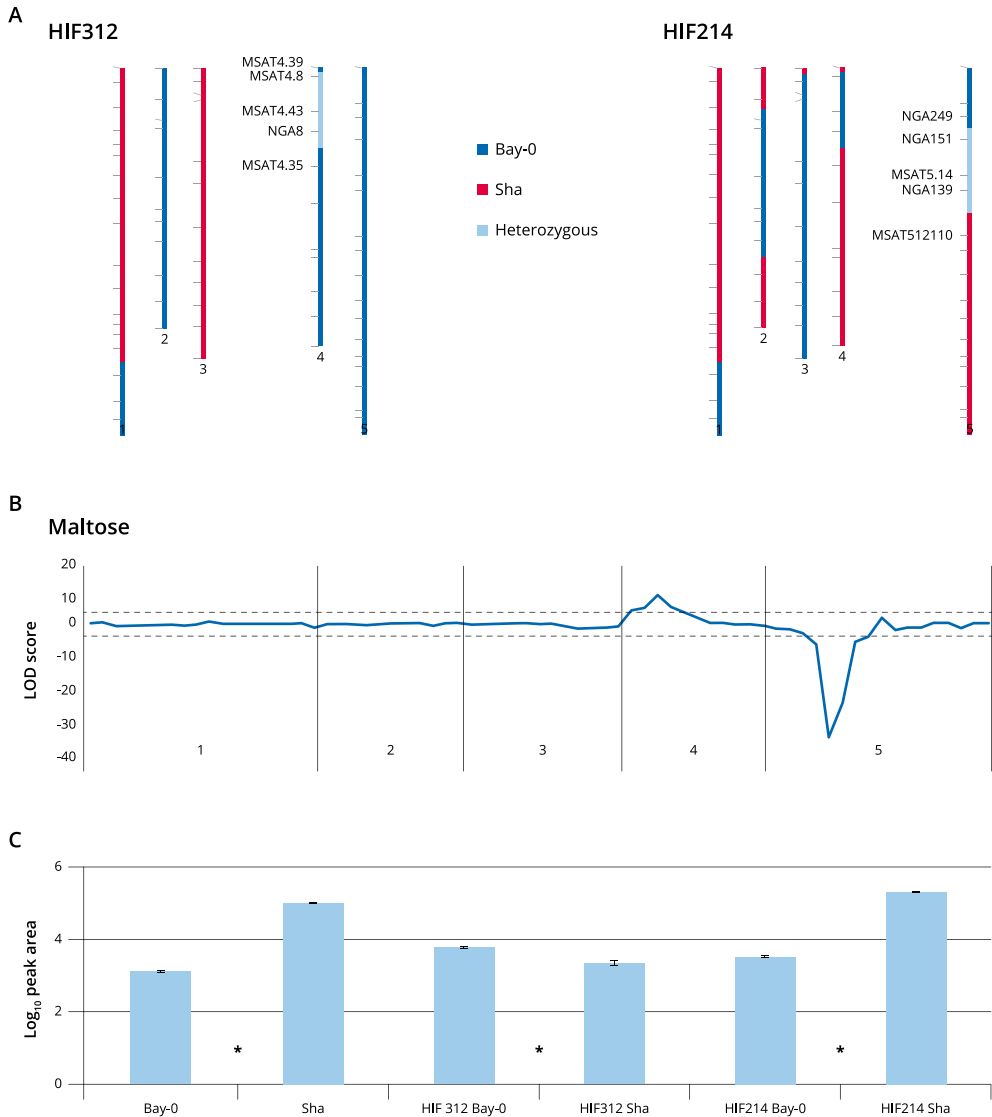 A
HIF312
HIF214
MSAT4.39
MSAT4.8
MSAT4.43
NGA8
MSAT4.35
1
2
3
4
5
Bay-0
Sha
Heterozygous
NGA249
NGA151
MSAT5.14
NGA139
MSAT512110
1
2
3
4
5
B
Maltose
LOD score
20
10
0
-10
-20
-30
-40
1
2
3
4
5
C
Log10 peak area
6
4
2
0
*
*
*
Bay-0
Sha
HIF 312 Bay-0
HIF312 Sha
HIF214 Bay-0
HIF214 Sha